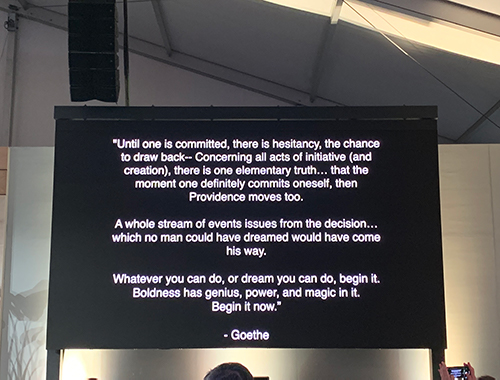 "Until one is committed, there is hesitancy, the chance
to draw back-- Concerning all acts of initiative (and
creation), there is one elementary truth... that the
moment one definitely commits oneself, then
Providence moves too.
A whole stream of events issues from the decision...
which no man could have dreamed would have come
his way.
Whatever you can do, or dream you can do, begin it.
Boldness has genius, power, and magic in it.
Begin it now."
- Goethe